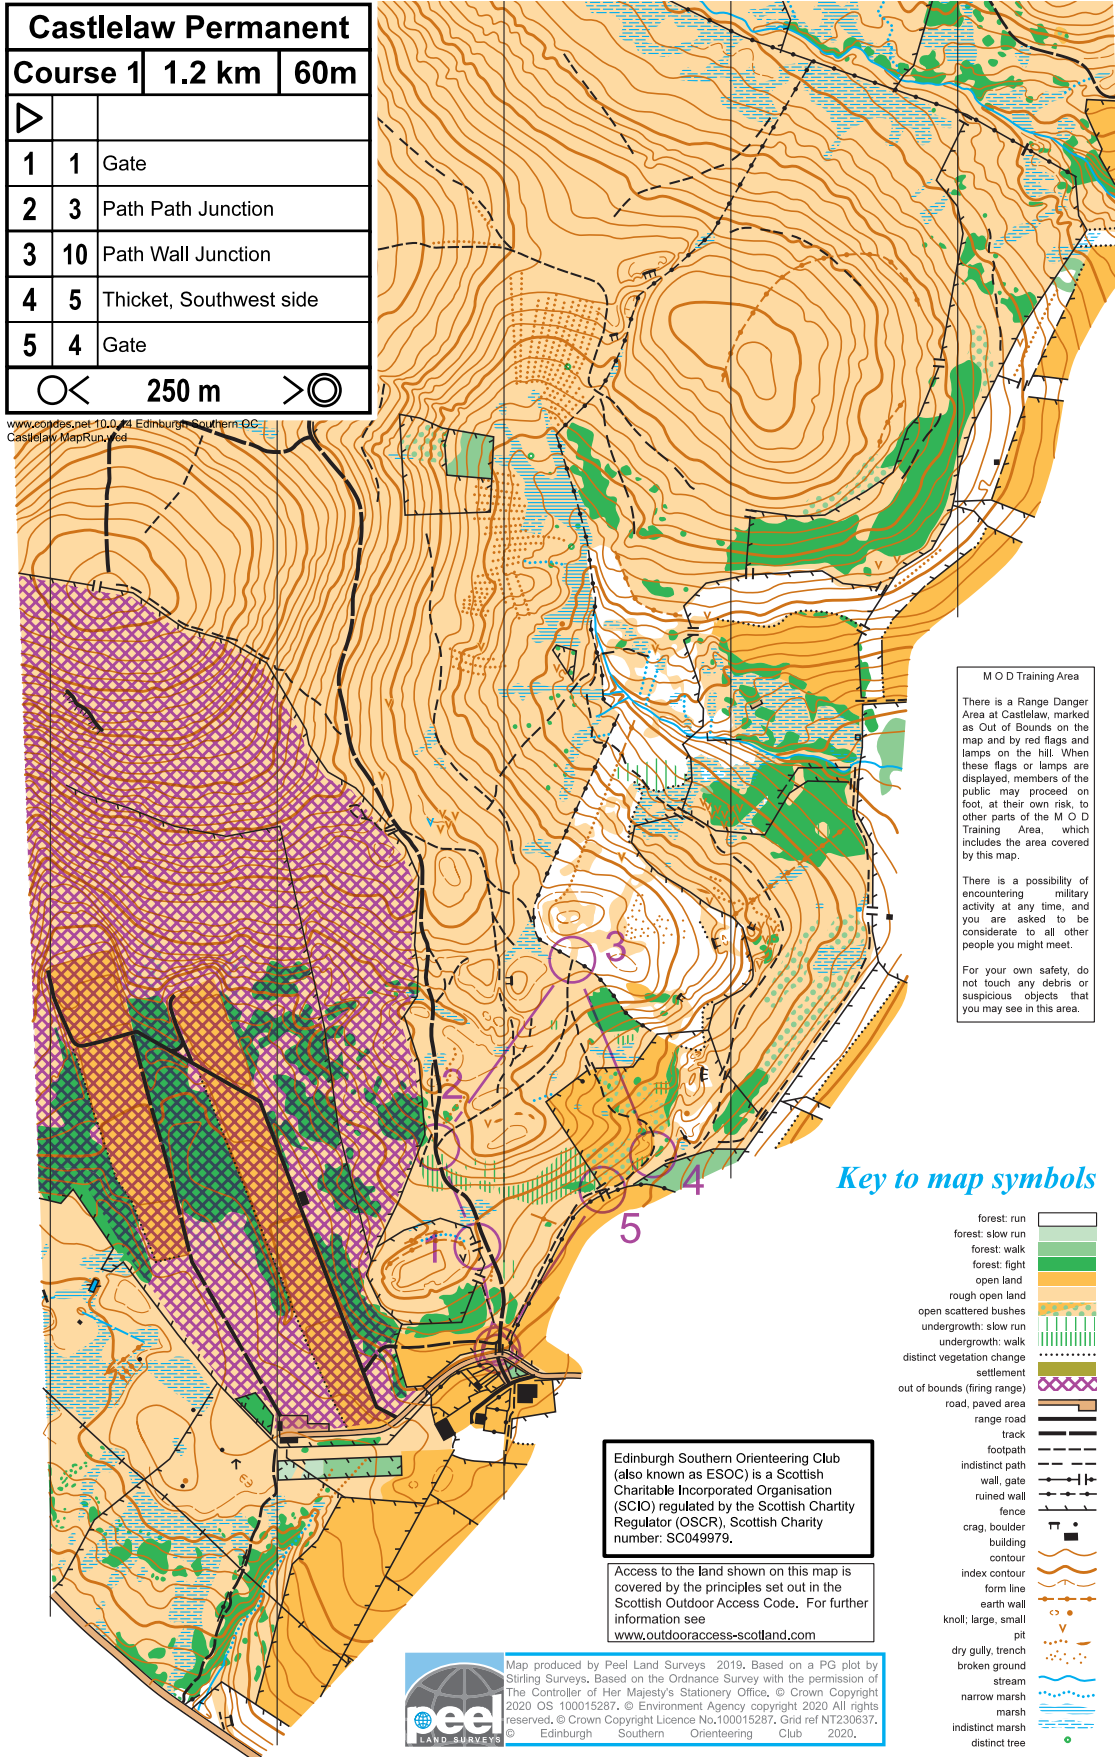 Castlelaw Permanent
Course 1 1.2 km 60m
1 1 Gate
2 3 Path Path Junction
3 10 Path Wall Junction
4 5 Thicket, Southwest side
5 4 Gate
250 m
www.condes.net 10.0.14 Edinburgh Southern OC
Castlelaw MapRun.wcd
M O D Training Area
There is a Range Danger
Area at Castlelaw, marked
as Out of Bounds on the
map and by red flags and
lamps on the hill. When
these flags or lamps are
displayed, members of the
public may proceed on
foot, at their own risk, to
other parts of the M O D
Training Area, which
includes the area covered
by this map.
There is a possibility of
encountering military
activity at any time, and
you are asked to be
considerate to all other
people you might meet.
For your own safety, do
not touch any debris or
suspicious objects that
you may see in this area.
3
2
4
5
1
Key to map symbols
forest: run
forest: slow run
forest: walk
forest: fight
open land
rough open land
open scattered bushes
undergrowth: slow run
undergrowth: walk
distinct vegetation change
settlement
out of bounds (firing range)
road, paved area
range road
track
footpath
indistinct path
wall, gate
ruined wall
fence
crag, boulder
building
contour
index contour
form line
earth wall
knoll; large, small
pit
dry gully, trench
broken ground
stream
narrow marsh
marsh
indistinct marsh
distinct tree
Edinburgh Southern Orienteering Club
(also known as ESOC) is a Scottish
Charitable Incorporated Organisation
(SCIO) regulated by the Scottish Chartity
Regulator (OSCR), Scottish Charity
number: SC049979.
Access to the land shown on this map is
covered by the principles set out in the
Scottish Outdoor Access Code. For further
information see
www.outdooraccess-scotland.com
peel
LAND SURVEYS
Map produced by Peel Land Surveys 2019. Based on a PG plot by
Stirling Surveys. Based on the Ordnance Survey with the permission of
The Controller of Her Majesty's Stationery Office, © Crown Copyright
2020 OS 100015287. © Environment Agency copyright 2020 All rights
reserved. © Crown Copyright Licence No.100015287. Grid ref NT230637.
© Edinburgh Southern Orienteering Club 2020.